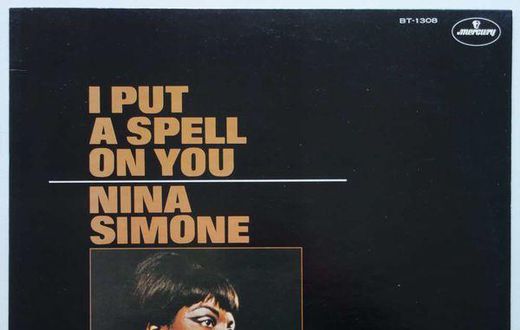 BT-1308
mercury
I PUT
A SPELL
ON YOU
NINA
SIMONE